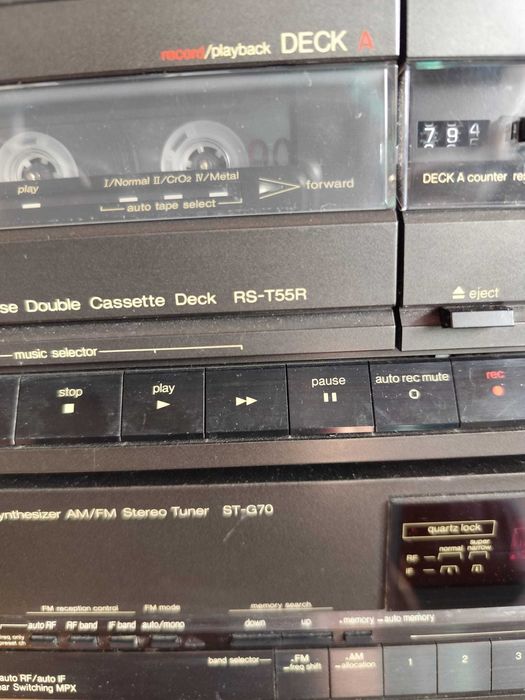 record/playback DECK A
7 9 4
play
I/Normal II/CrO2 IV/Metal
auto tape select
forward
DECK A counter
Double Cassette Deck RS-T55R
eject
music selector
stop
play
pause
auto rec mute
rec
AM/FM Stereo Tuner ST-G70
quartz lock
normal
super narrow
RF
IF
FM reception control
FM mode
memory search
auto RF
RF band
IF band
auto/mono
down
up
memory
auto memory
band selector
FM
freq shift
AM
allocation
1
2
3
auto RF/auto IF
Switching MPX